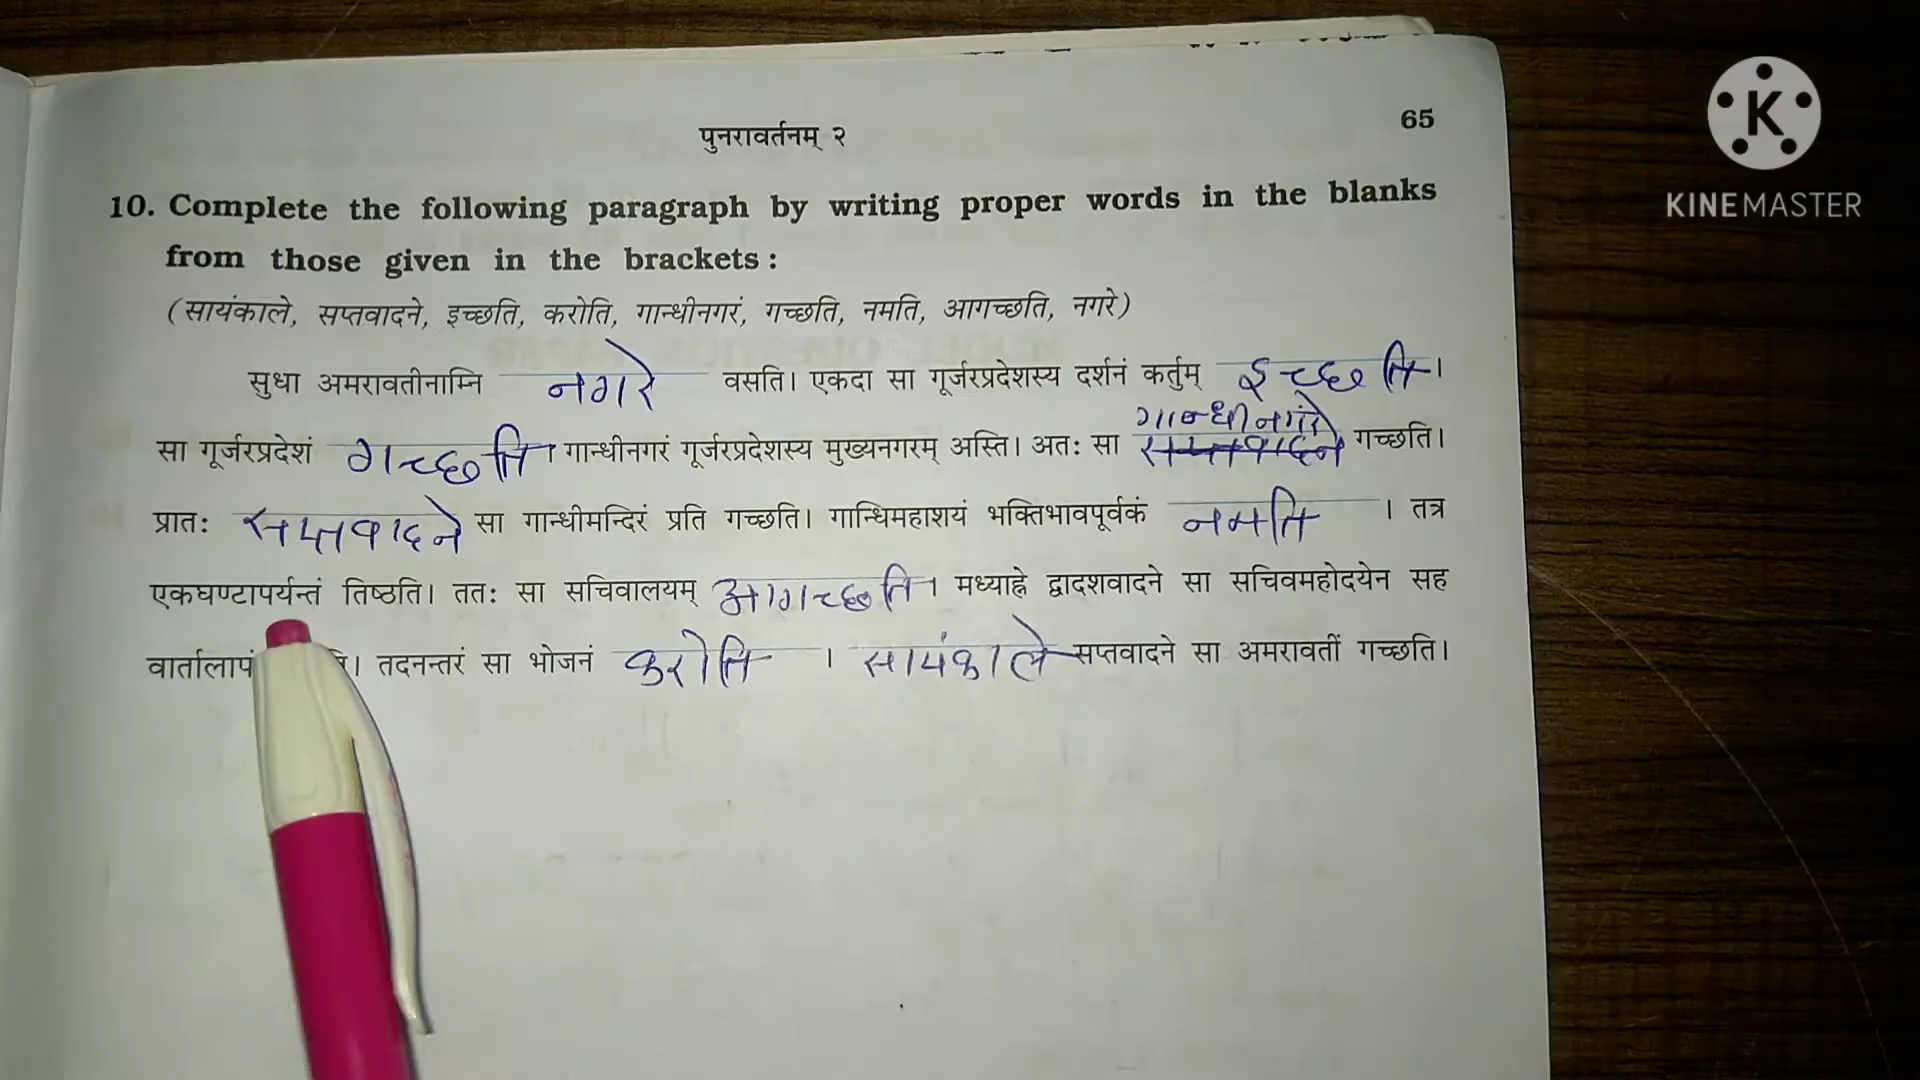 पुनरावर्तनम् २
65
K
KINEMASTER
10. Complete the following paragraph by writing proper words in the blanks
from those given in the brackets :
(सायंकाले, सप्तवादने, इच्छति, करोति, गान्धीनगरं, गच्छति, नमति, आगच्छति, नगरे)
सुधा अमरावतीनाम्नि नगरे वसति। एकदा सा गूर्जरप्रदेशस्य दर्शनं कर्तुम् इच्छति।
गान्धीनगरं
सा गूर्जरप्रदेशं गच्छति। गान्धीनगरं गूर्जरप्रदेशस्य मुख्यनगरम् अस्ति। अतः सा सप्तवादने गच्छति।
प्रातः सप्तवादने सा गान्धीमन्दिरं प्रति गच्छति। गान्धिमहाशयं भक्तिभावपूर्वकं नमति । तत्र
एकघण्टापर्यन्तं तिष्ठति। ततः सा सचिवालयम् आगच्छति। मध्याह्ने द्वादशवादने सा सचिवमहोदयेन सह
वार्तालापं । तदनन्तरं सा भोजनं करोति । सायंकाले सप्तवादने सा अमरावतीं गच्छति।